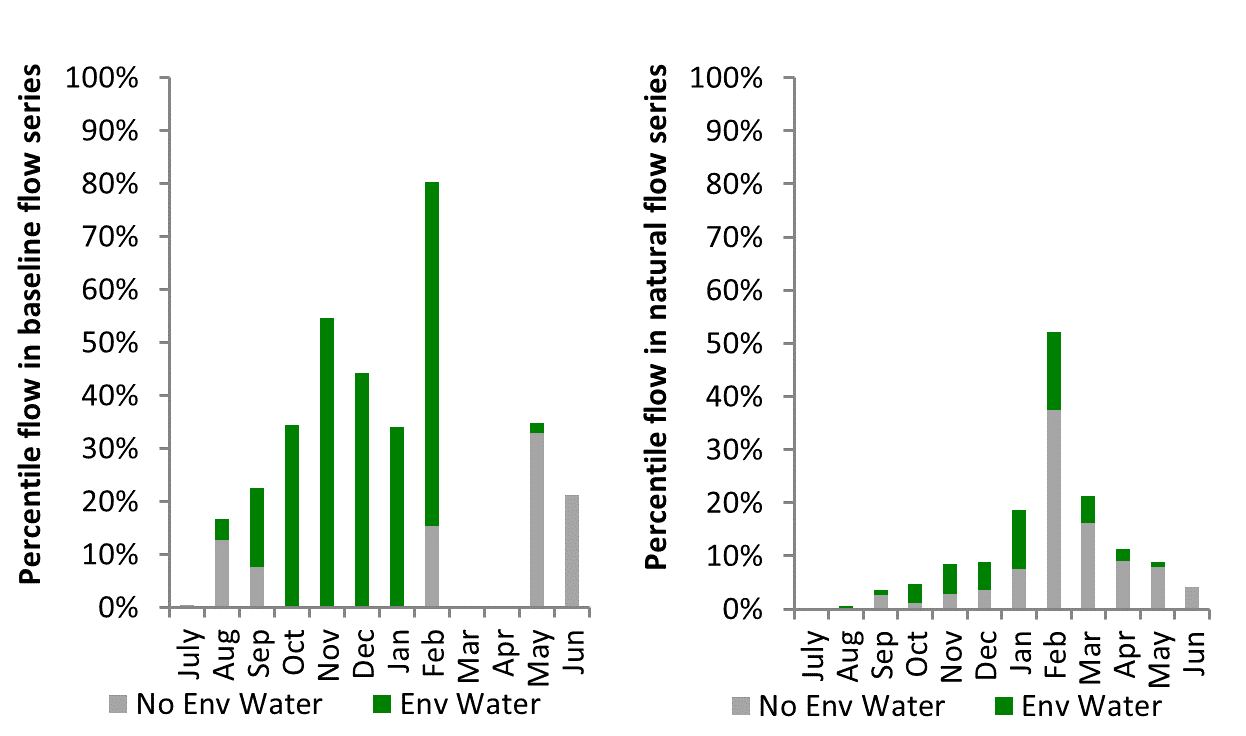 Percentile flow in baseline flow series
100%
90%
80%
70%
60%
50%
40%
30%
20%
10%
0%
July
Aug
Sep
Oct
Nov
Dec
Jan
Feb
Mar
Apr
May
Jun
No Env Water
Env Water
Percentile flow in natural flow series
100%
90%
80%
70%
60%
50%
40%
30%
20%
10%
0%
July
Aug
Sep
Oct
Nov
Dec
Jan
Feb
Mar
Apr
May
Jun
No Env Water
Env Water